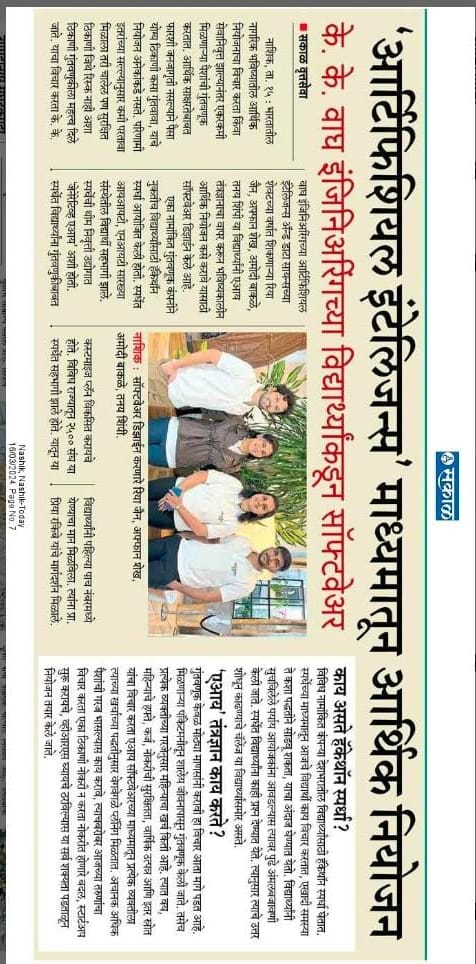 सकाळ
'आर्टिफिशियल इंटेलिजन्स' माध्यमातून आर्थिक नियोजन
के. के. वाघ इंजिनिअरिंगच्या विद्यार्थ्यांकडून सॉफ्टवेअर
■ सकाळ वृत्तसेवा
नाशिक, ता. १५ : भारतातील
नागरिक भविष्यातील आर्थिक
नियोजनाचा विचार करता किंवा
सेवानिवृत्त झाल्यानंतर एकरकमी
मिळणाऱ्या पैशांची गुंतवणूक
करतात. आर्थिक साक्षरतेबाबत
फारशी जनजागृती नसल्याने पैसा
योग्य ठिकाणी कसा गुंतवावा, याचे
नियोजन अनेकांकडे नसते. परिणामी
इतरांच्या सल्ल्यानुसार कमी परतावा
मिळाला तरी चालेल पण सुरक्षित
ठिकाणी जिथे रिस्क नाही अशा
ठिकाणी गुंतवणुकीला महत्त्व दिले
जाते. याचा विचार करता के. के.
वाघ इंजिनिअरिंगच्या आर्टिफिशियल
इंटेलिजन्स ॲन्ड डाटा सायन्सच्या
शेवटच्या वर्षात शिकणाऱ्या रिया
जैन, अफ्फान शेख, अमोदी बाकळे,
तनय शिंपी या विद्यार्थ्यांनी एआय
तंत्रज्ञानाचा वापर करून भविष्यकालीन
आर्थिक नियोजन कसे करावे यासाठी
सॉफ्टवेअर डिझाईन केले आहे.
एका नामांकित गुंतवणूक कंपनीने
नुकतीच विद्यार्थ्यांसाठी हॅकेथॉन
स्पर्धा आयोजित केली होती. स्पर्धेत
आयआयटी, एनआयटी सारख्या
संस्थेतील विद्यार्थी सहभागी झाले.
स्पर्धेची थीम निवृत्ती उद्योगात
'जेनेरेटिव्ह एआय' अशी होती.
स्पर्धेत विद्यार्थ्यांना गुंतवणुकीबाबत
नाशिक : सॉफ्टवेअर डिझाईन करणारे रिया जैन, अफ्फान शेख,
अमोदी बाकळे, तनय शिंपी.
कस्टमाइज प्लॅन विकसित करायचे
होते. विविध राज्यातून २५०० संघ या
स्पर्धेत सहभागी झाले होते. यातून या
विद्यार्थ्यांनी पहिल्या पाच नंबरमध्ये
येण्याचा मान मिळविला. त्यांना प्रा.
प्रिया रकिबे यांचे मार्गदर्शन मिळाले.
काय असते हॅकेथॉन स्पर्धा?
विविध नामांकित कंपन्या देशभरातील विद्यार्थ्यांसाठी हॅकेथॉन स्पर्धा घेतात.
स्पर्धेच्या माध्यमातून आजचे विद्यार्थी काय विचार करतात, एखादी समस्या
ते कशा पद्धतीने सोडवू शकता, याचा अंदाज घेण्यात येतो. विद्यार्थ्यांनी
सुचविलेले पर्याय आयोजकांना आवडल्यास त्यावर पुढे अंमलबजावणी
केली जाते. स्पर्धेत विद्यार्थ्यांना काही प्रश्न देण्यात येते. त्यानुसार त्याचे उत्तर
शोधून काढण्याचे चॅलेंज या विद्यार्थ्यांसमोर असते.
'एआय' तंत्रज्ञान काय करते?
गुंतवणूक केवळ मोठ्या माणसांनी करावी हा विचार आता मागे पडत आहे.
मिळणाऱ्या पॉकेटमनीतून शालेय जीवनापासून गुंतवणूक केली जाते. तसेच
प्रत्येक व्यक्तीच्या गरजेनुसार महिन्याचा खर्च किती आहे. त्यात वय,
महिन्याचे हफ्ते, कर्ज, नोकरीची सुरक्षितता, वार्षिक उत्पन्न आणि इतर स्रोत
यांचा विचार करता एआय सॉफ्टवेअरच्या माध्यमातून प्रत्येक व्यक्तीला
त्याच्या खर्चाच्या पद्धतीनुसार वेगवेगळे प्लॅनिंग मिळतात. अचानक अधिक
पैशांची गरज भासल्यास काय करावे, त्याचबरोबर आजच्या तरुणांचा
विचार करता एका ठिकाणी नोकरी न करता नोकरीत होणारे बदल, स्टार्टअप
सुरू करायचे, व्हीआरएस घ्यायचे ठरविल्यास या सर्व शक्यता पडताळून
नियोजन तयार केले जाते.
Nashik, Nashik-Today
16/03/2024 Page No. 7